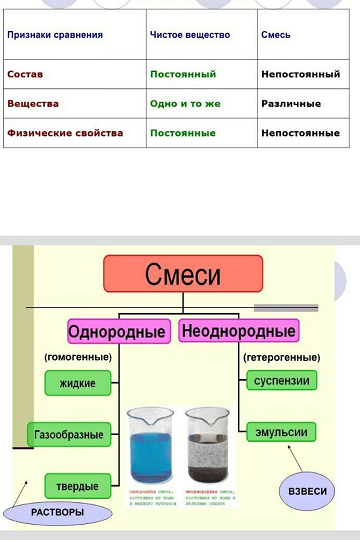 Признаки сравнения Чистое вещество Смесь
Состав Постоянный Непостоянный
Вещества Одно и то же Различные
Физические свойства Постоянные Непостоянные
Смеси
Однородные Неоднородные
(гомогенные) (гетерогенные)
жидкие суспензии
Газообразные эмульсии
твердые
однородная смесь, состоящая из воды и медного купороса
неоднородная смесь, состоящая из воды и железных опилок
ВЗВЕСИ
РАСТВОРЫ